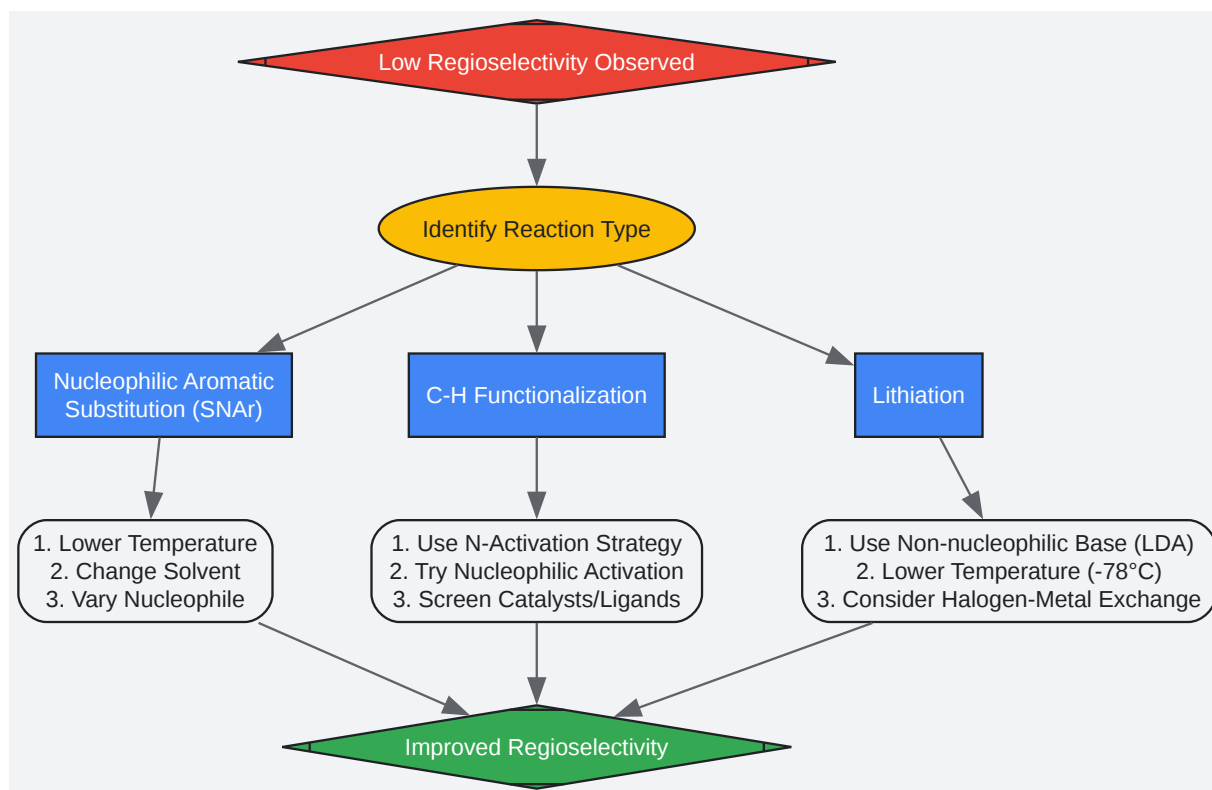 Low Regioselectivity Observed
Identify Reaction Type
Nucleophilic Aromatic
Substitution (SNAr)
C-H Functionalization
Lithiation
1. Lower Temperature
2. Change Solvent
3. Vary Nucleophile
1. Use N-Activation Strategy
2. Try Nucleophilic Activation
3. Screen Catalysts/Ligands
1. Use Non-nucleophilic Base (LDA)
2. Lower Temperature (-78°C)
3. Consider Halogen-Metal Exchange
Improved Regioselectivity